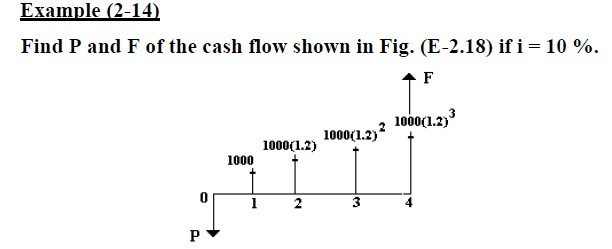 Example (2-14)
Find P and F of the cash flow shown in Fig. (E-2.18) if i = 10 %.
F
1000(1.2)³
1000(1.2)²
1000(1.2)
1000
0
1 2 3 4
P